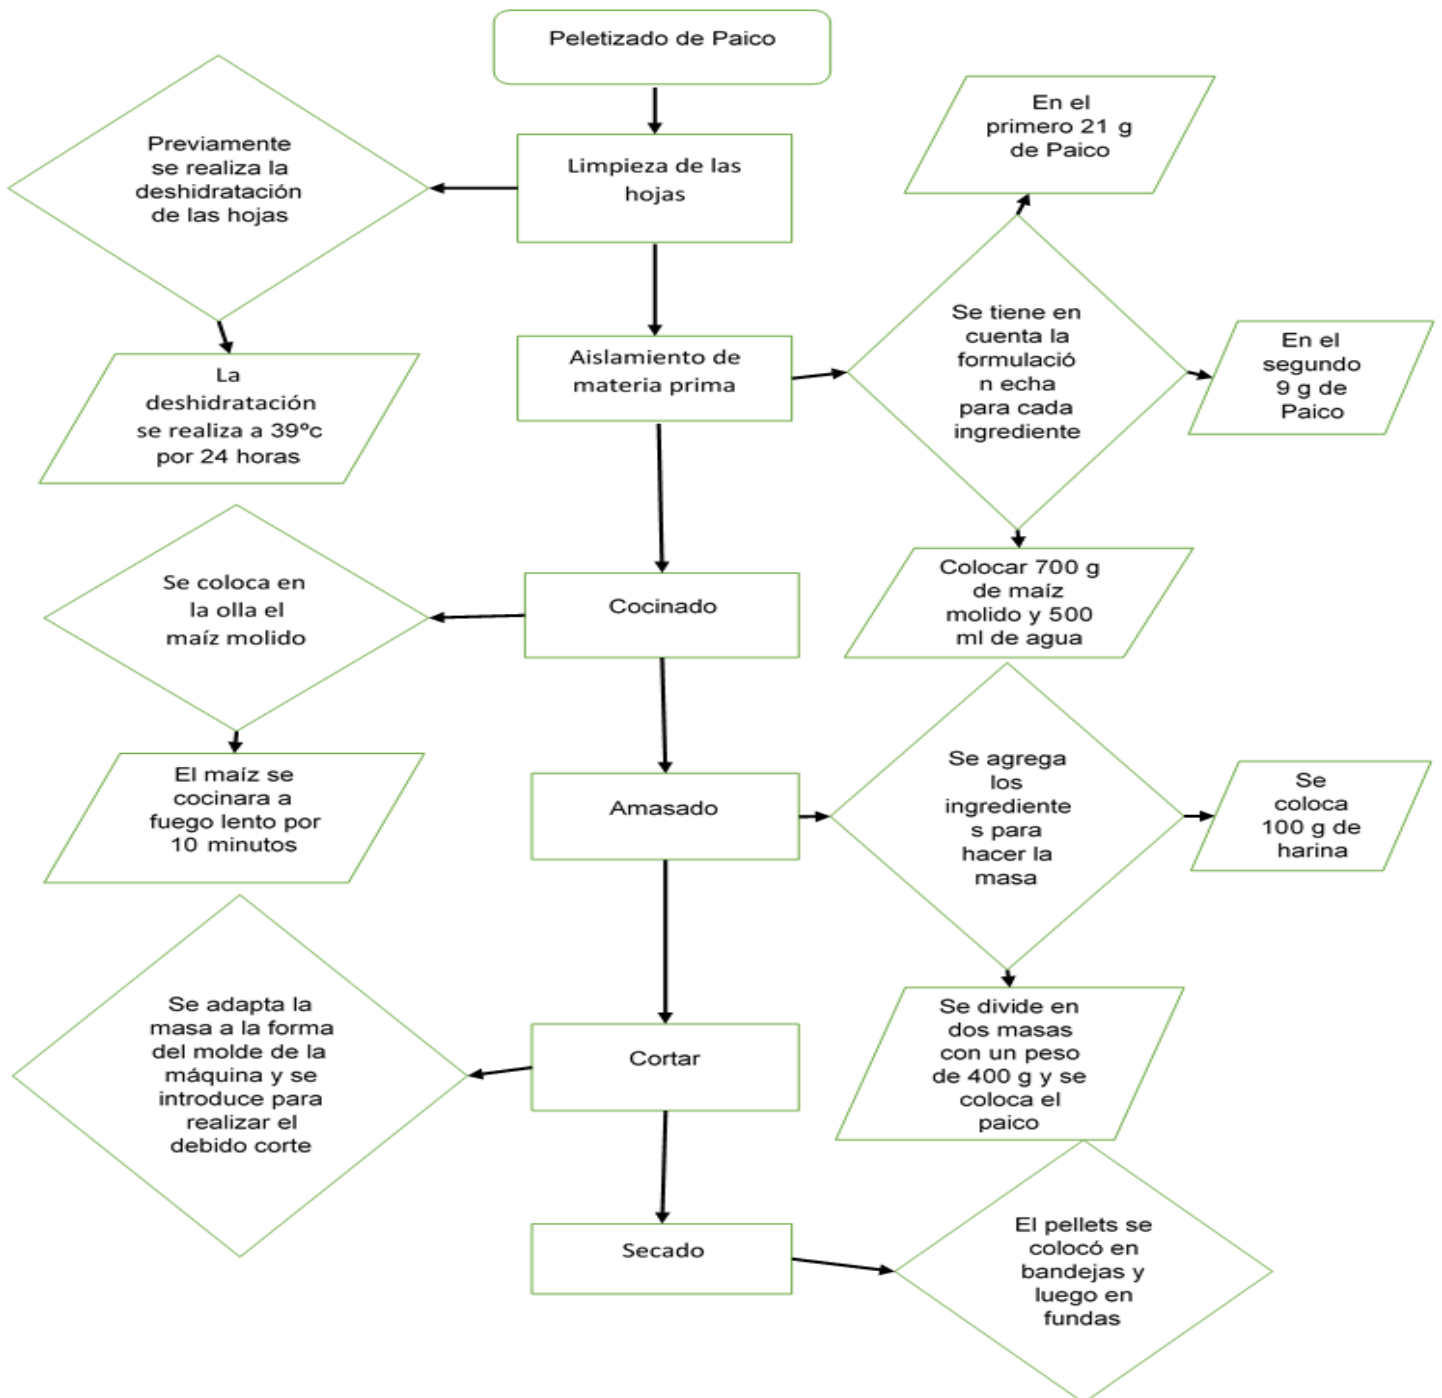 Peletizado de Paico
Limpieza de las
hojas
Previamente
se realiza la
deshidratación
de las hojas
La
deshidratación
se realiza a 39ºc
por 24 horas
Aislamiento de
materia prima
Se tiene en
cuenta la
formulació
n echa
para cada
ingrediente
En el
primero 21 g
de Paico
En el
segundo
9 g de
Paico
Colocar 700 g
de maíz
molido y 500
ml de agua
Cocinado
Se coloca en
la olla el
maíz molido
El maíz se
cocinara a
fuego lento por
10 minutos
Amasado
Se agrega
los
ingrediente
s para
hacer la
masa
Se
coloca
100 g de
harina
Se divide en
dos masas
con un peso
de 400 g y se
coloca el
paico
Cortar
Se adapta la
masa a la forma
del molde de la
máquina y se
introduce para
realizar el
debido corte
Secado
El pellets se
colocó en
bandejas y
luego en
fundas